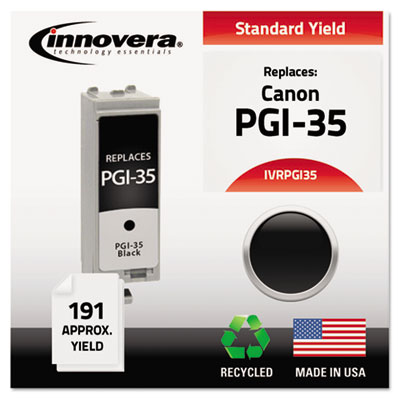 innovera®
technology essentials
Standard Yield
Replaces:
Canon
PGI-35
IVRPGI35
REPLACES
PGI-35
PGI-35
Black
191
APPROX.
YIELD
RECYCLED
MADE IN USA